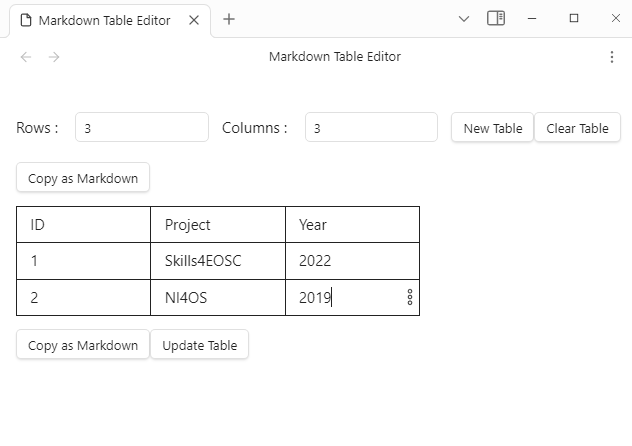 Markdown Table Editor
Markdown Table Editor
Rows : 3 Columns : 3 New Table Clear Table
Copy as Markdown
ID Project Year
1 Skills4EOSC 2022
2 NI4OS 2019
Copy as Markdown Update Table